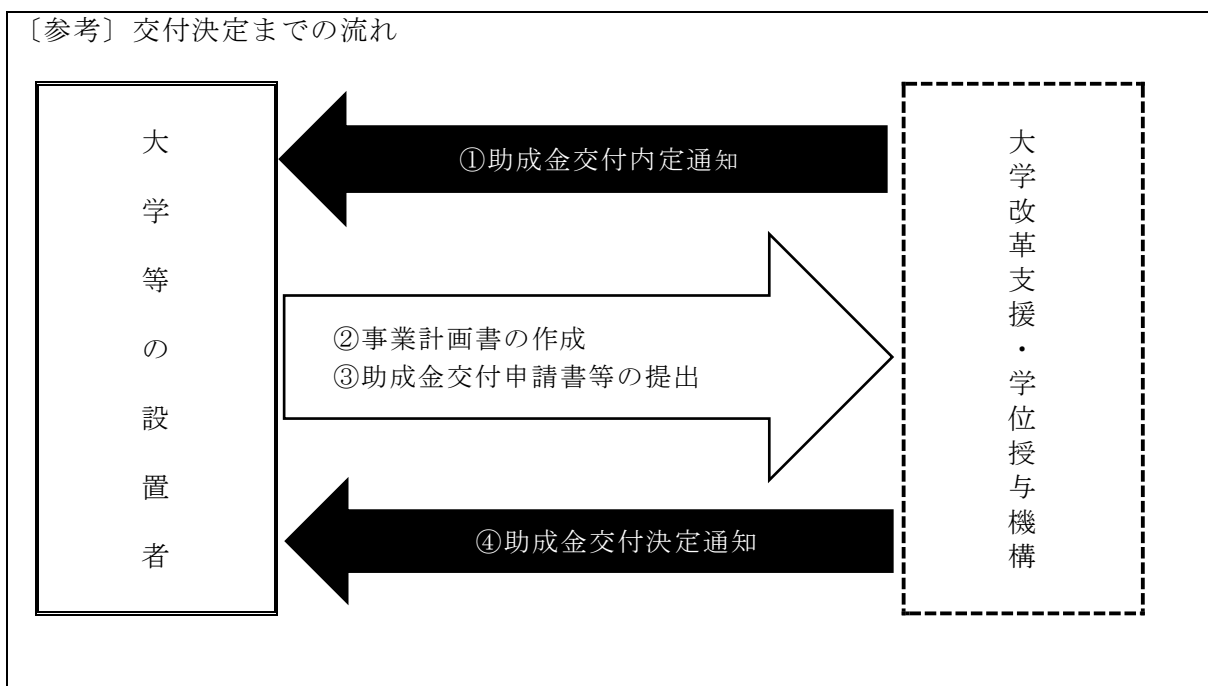 〔参考〕交付決定までの流れ
大学等の設置者
①助成金交付内定通知
②事業計画書の作成
③助成金交付申請書等の提出
④助成金交付決定通知
大学改革支援・学位授与機構